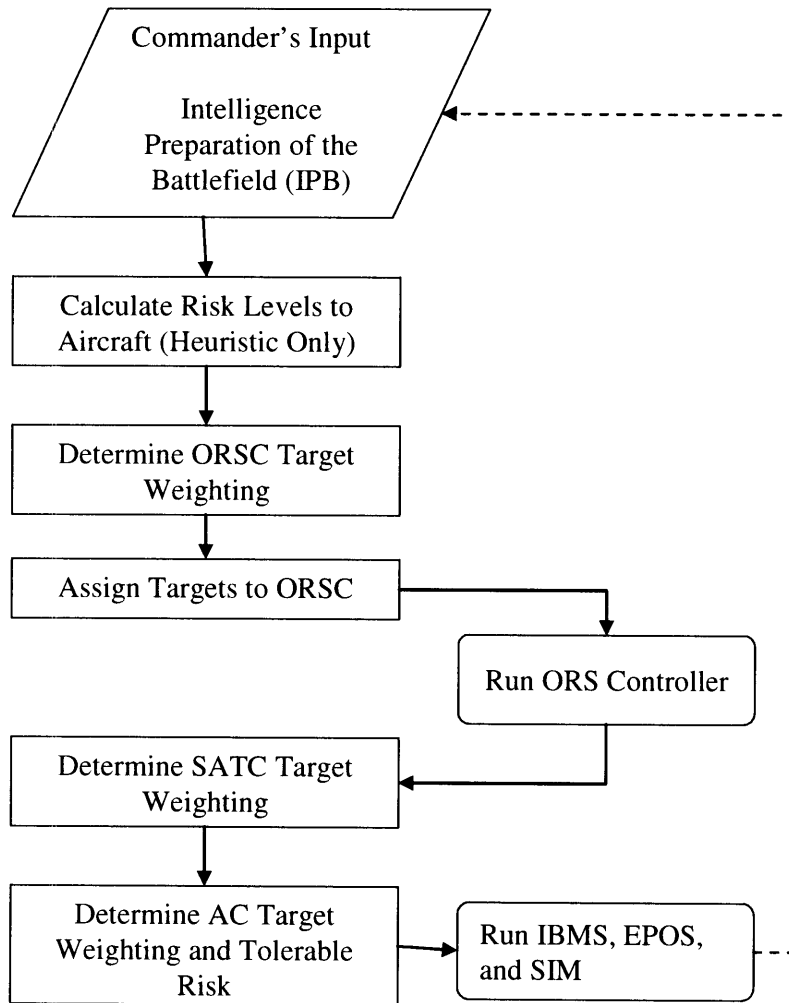 Commander's Input
Intelligence
Preparation of the
Battlefield (IPB)
Calculate Risk Levels to
Aircraft (Heuristic Only)
Determine ORSC Target
Weighting
Assign Targets to ORSC
Run ORS Controller
Determine SATC Target
Weighting
Determine AC Target
Weighting and Tolerable
Risk
Run IBMS, EPOS,
and SIM